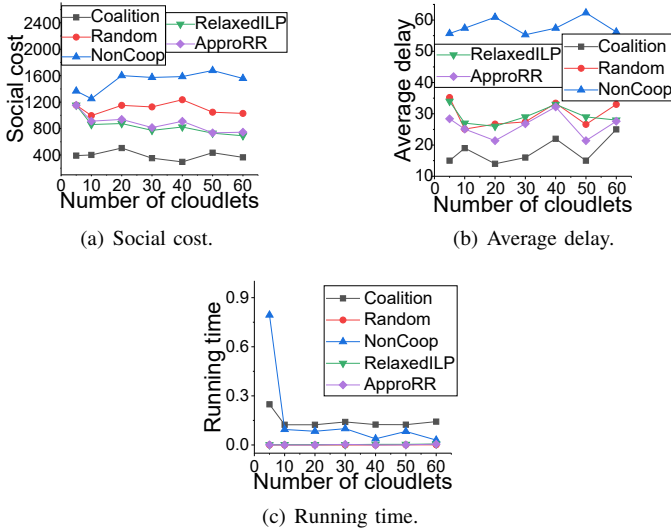 2400
2000
1600
1200
800
400
Social cost
Coalition
Random
NonCoop
RelaxedILP
ApproRR
0 10 20 30 40 50 60
Number of cloudlets
(a) Social cost.
60
50
40
30
20
10
Average delay
RelaxedILP
ApproRR
Coalition
Random
NonCoop
0 10 20 30 40 50 60
Number of cloudlets
(b) Average delay.
0.9
0.6
0.3
0.0
Running time
Coalition
Random
NonCoop
RelaxedILP
ApproRR
0 10 20 30 40 50 60
Number of cloudlets
(c) Running time.